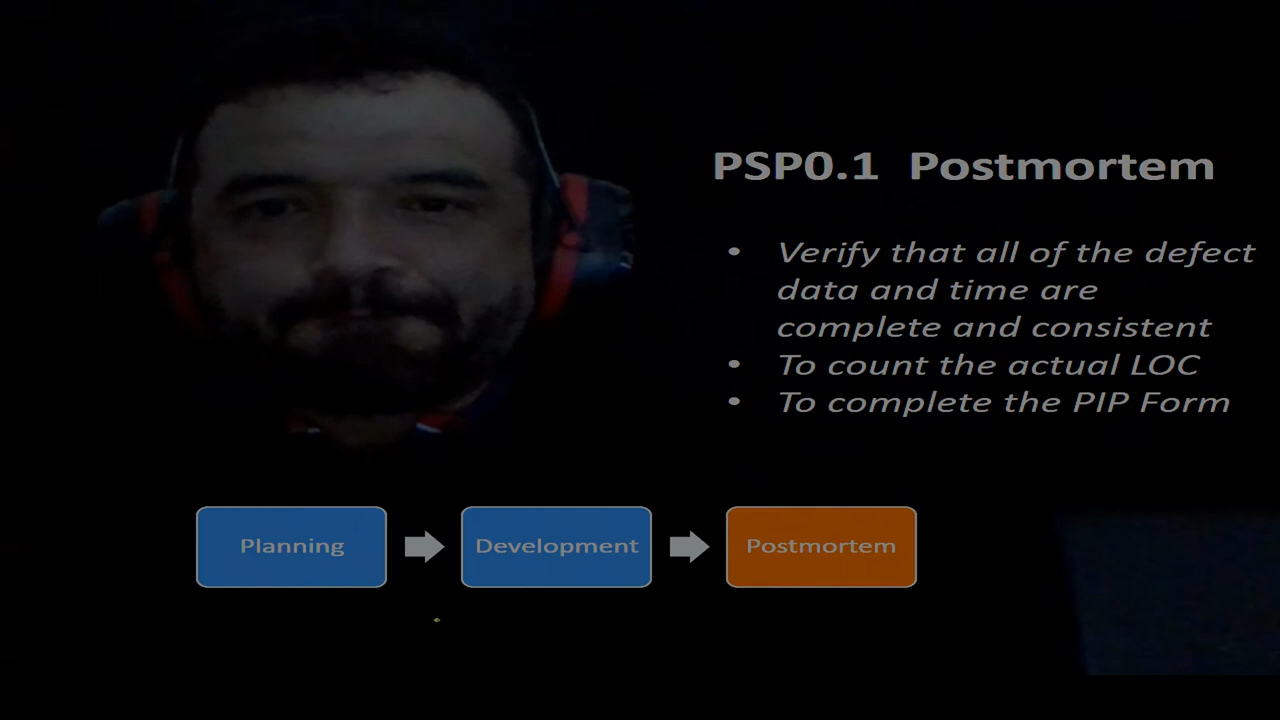 PSP0.1 Postmortem
• Verify that all of the defect
data and time are
complete and consistent
• To count the actual LOC
• To complete the PIP Form
Planning
Development
Postmortem